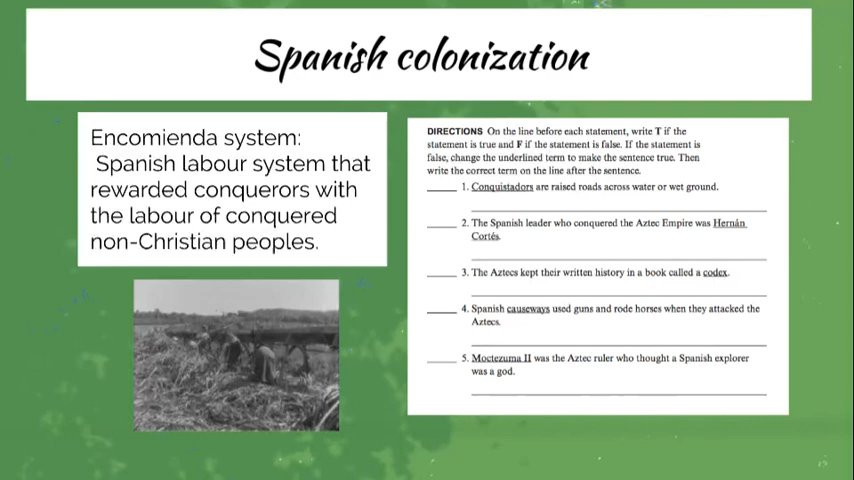 Spanish colonization
Encomienda system:
Spanish labour system that
rewarded conquerors with
the labour of conquered
non-Christian peoples.
DIRECTIONS On the line before each statement, write T if the
statement is true and F if the statement is false. If the statement is
false, change the underlined term to make the sentence true. Then
write the correct term on the line after the sentence.
1. Conquistadors are raised roads across water or wet ground.
2. The Spanish leader who conquered the Aztec Empire was Hernán
Cortés.
3. The Aztecs kept their written history in a book called a codex.
4. Spanish causeways used guns and rode horses when they attacked the
Aztecs.
5. Moctezuma II was the Aztec ruler who thought a Spanish explorer
was a god.